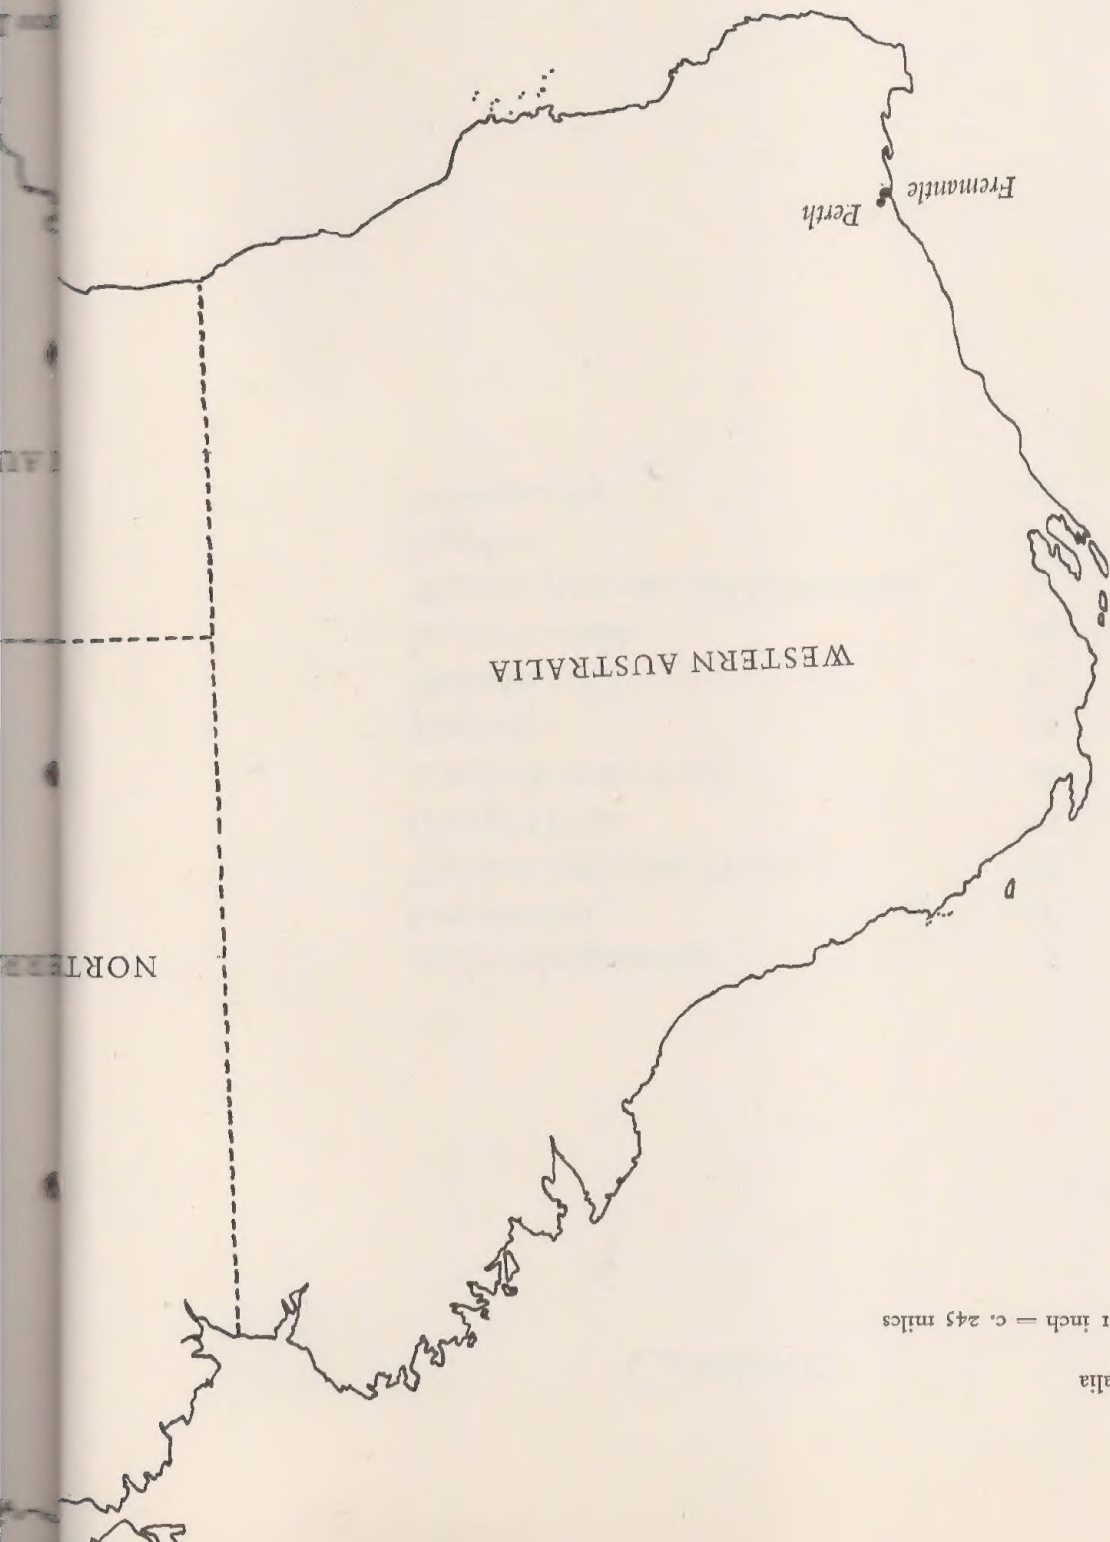 alia
1 inch = c. 245 miles
NORT
WESTERN AUSTRALIA
Perth
Fremantle